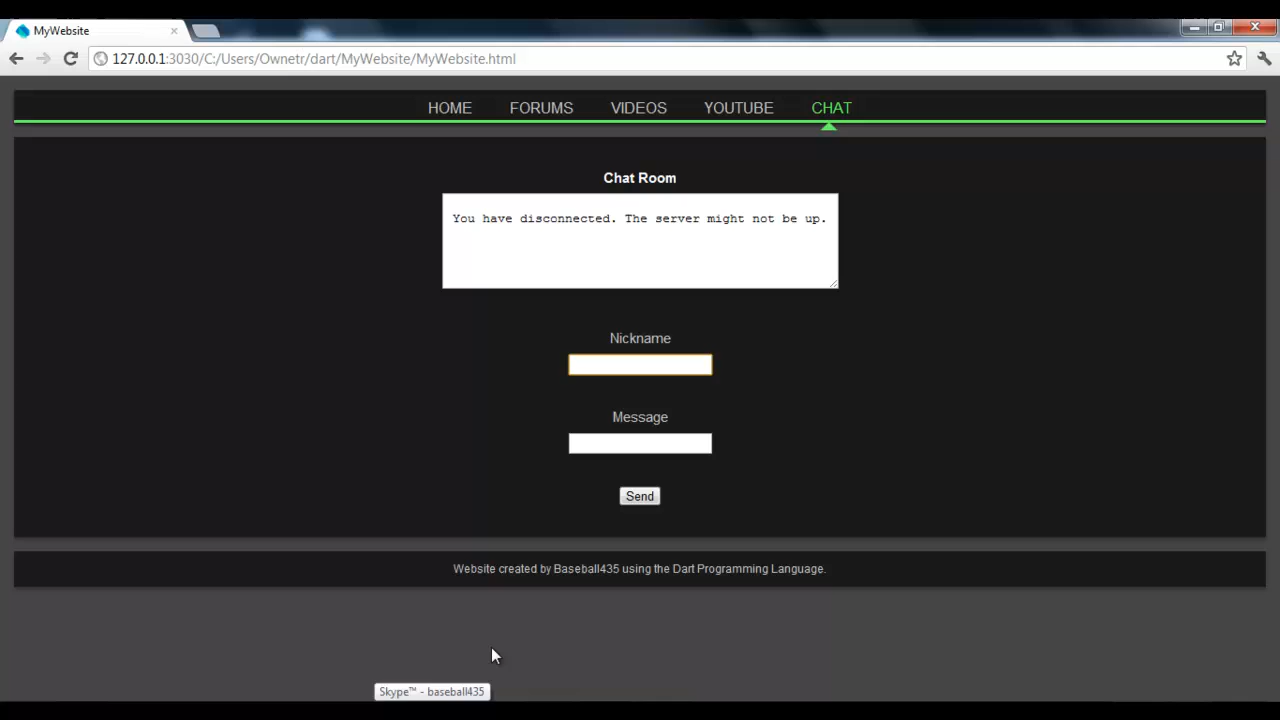 MyWebsite
127.0.0.1:3030/C:/Users/Ownetr/dart/MyWebsite/MyWebsite.html
HOME FORUMS VIDEOS YOUTUBE CHAT
Chat Room
You have disconnected. The server might not be up.
Nickname
Message
Send
Website created by Baseball435 using the Dart Programming Language.
Skype™ - baseball435